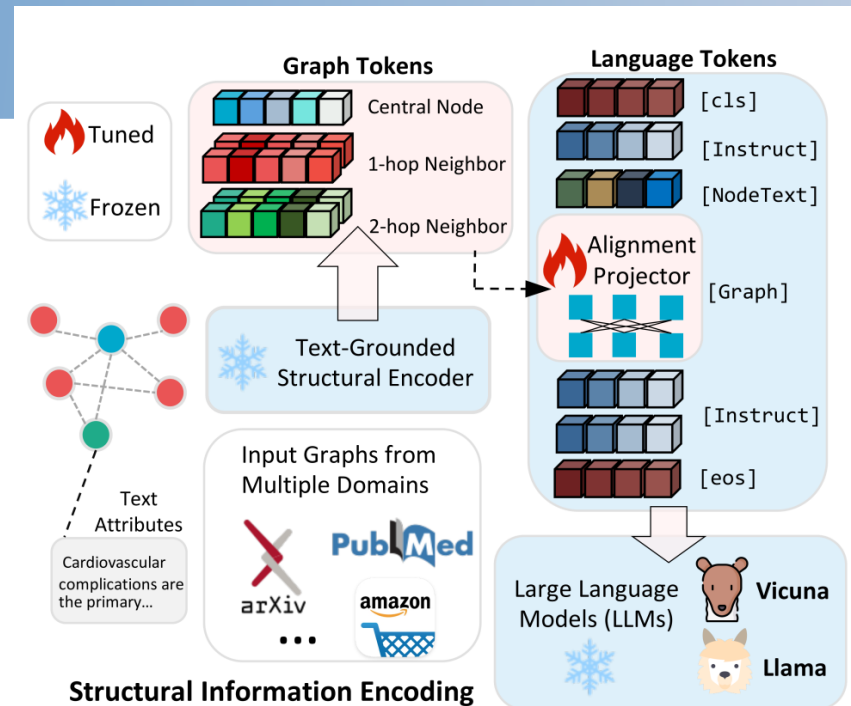 Graph Tokens
Central Node
1-hop Neighbor
2-hop Neighbor
Tuned
Frozen
Text-Grounded
Structural Encoder
Text
Attributes
Cardiovascular
complications are
the primary...
Input Graphs from
Multiple Domains
arXiv
PubMed
amazon
...
Structural Information Encoding
Language Tokens
[cls]
[Instruct]
[NodeText]
Alignment
Projector
[Graph]
[Instruct]
[eos]
Large Language
Models (LLMs)
Vicuna
Llama